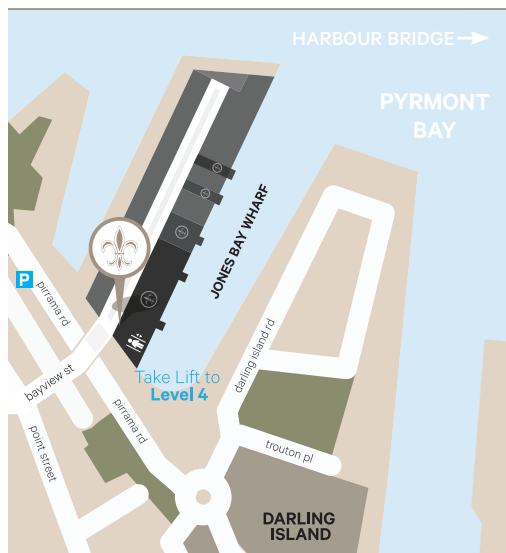 HARBOUR BRIDGE
PYRMONT
BAY
JONES BAY WHARF
P
pirrama rd
darling island rd
bayview st
Take Lift to
Level 4
pirrama rd
point street
trouton pl
DARLING
ISLAND